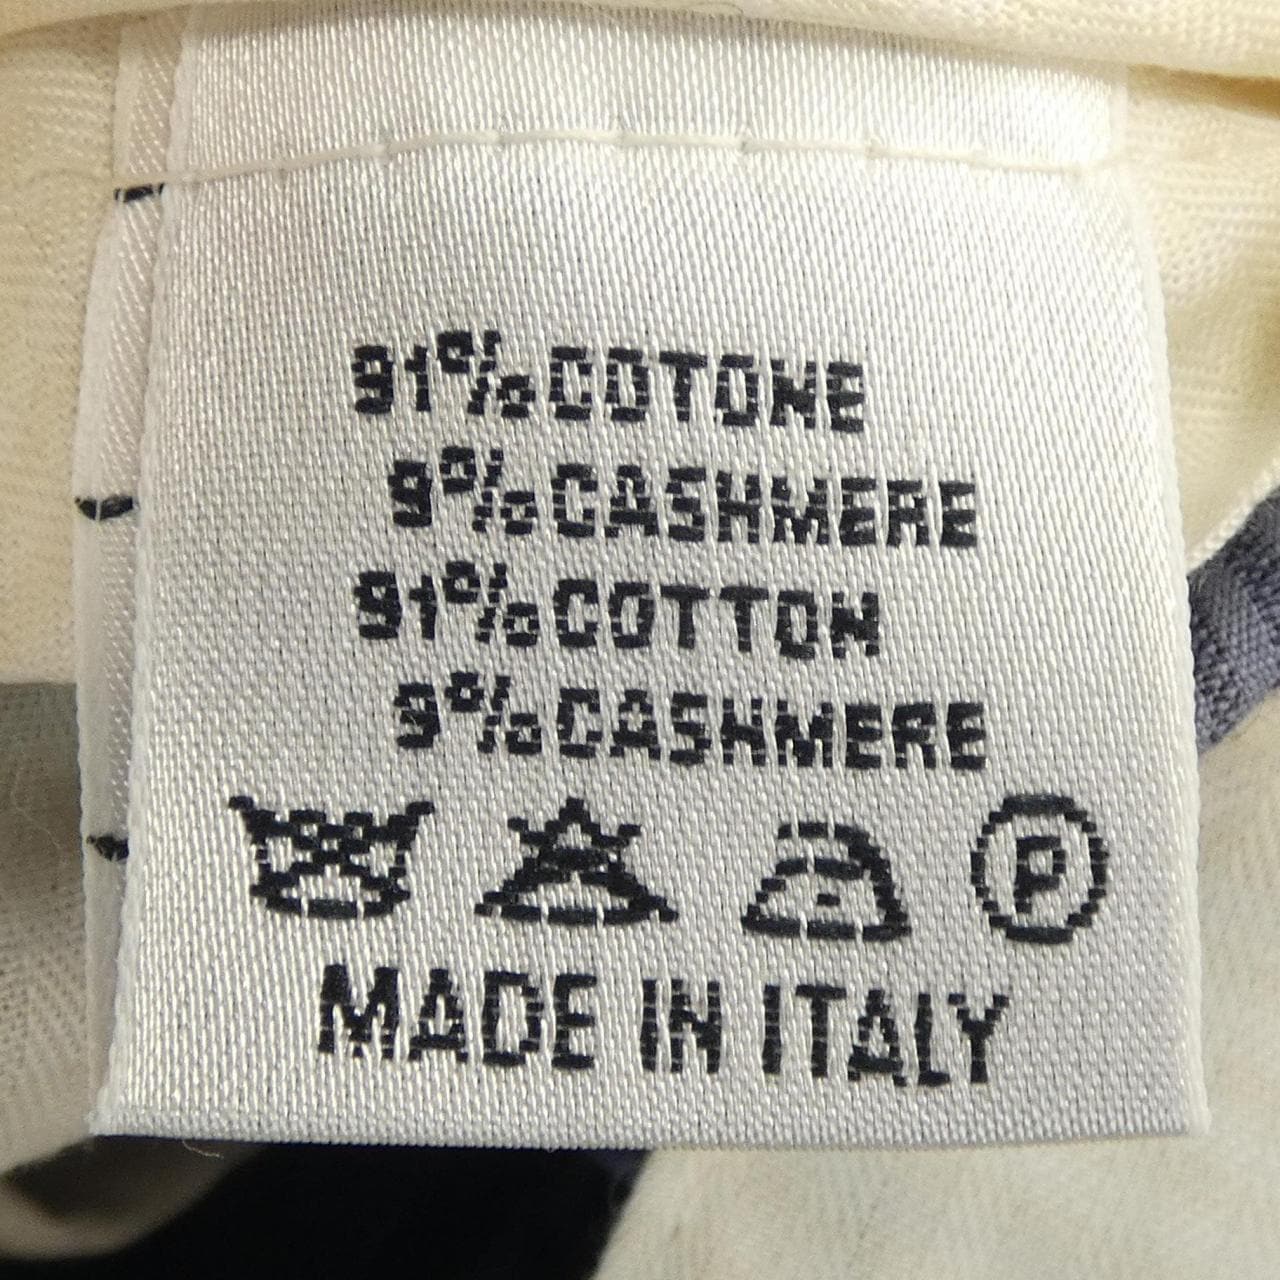 91% COTONE
9% CASHMERE
91% COTTON
9% CASHMERE
P
MADE IN ITALY